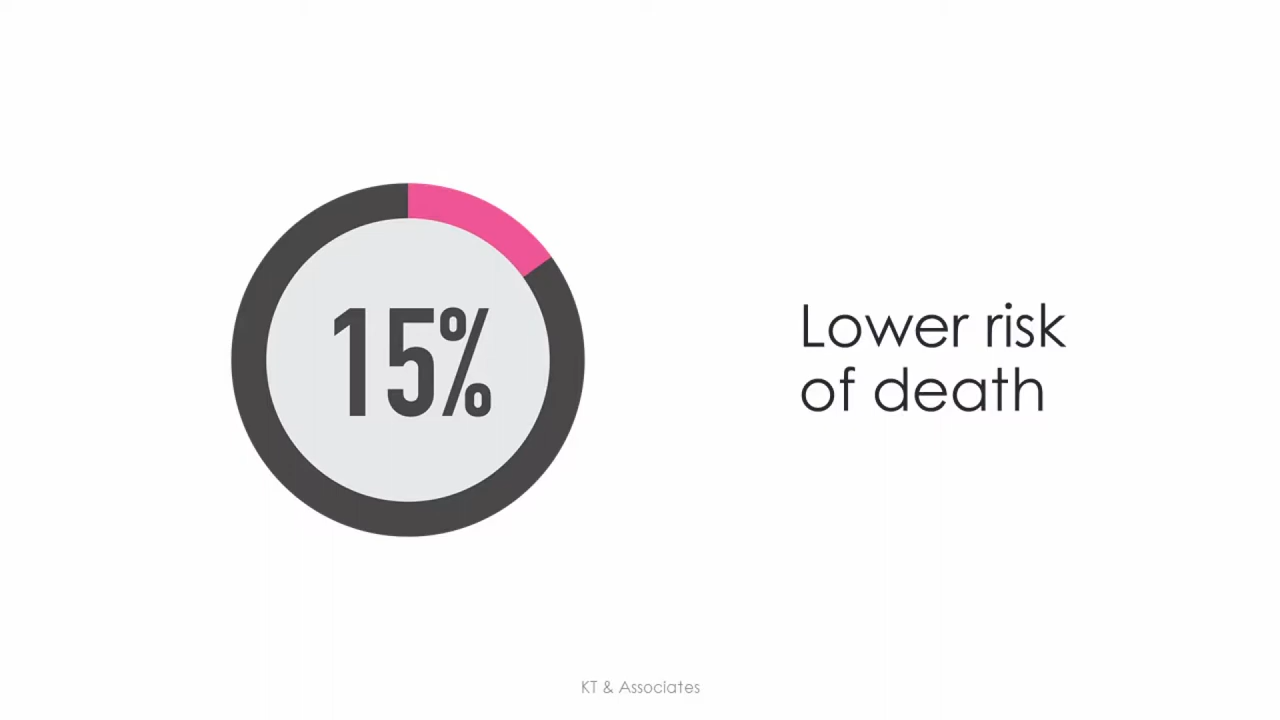 15%
Lower risk
of death
KT & Associates